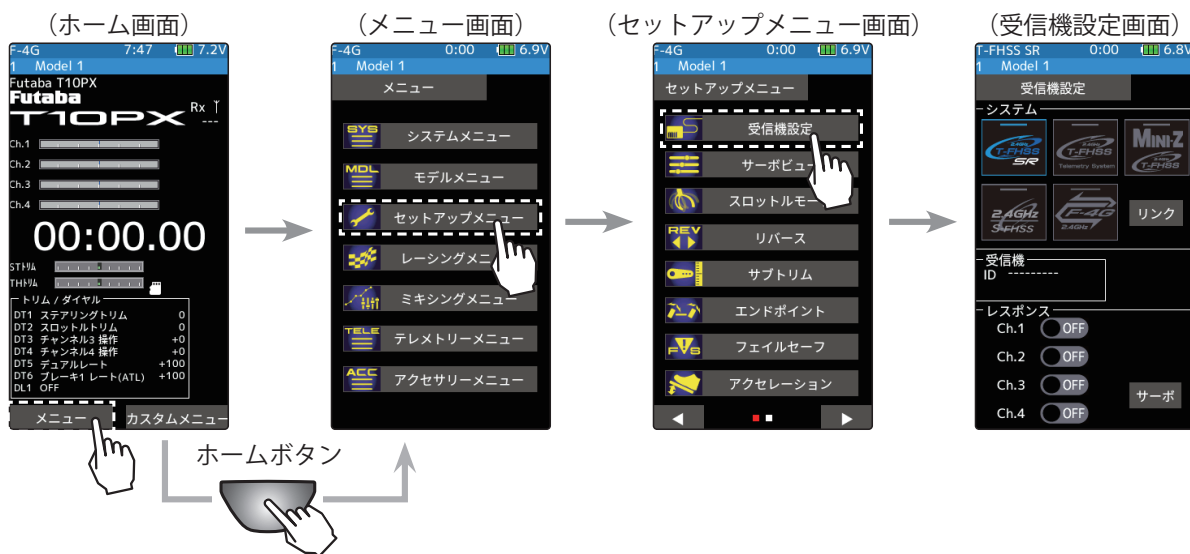 （ホーム画面）
F-4G 7:47 7.2V
1 Model 1
Futaba T10PX
Futaba
T10PX
Rx
---
Ch.1
Ch.2
Ch.3
Ch.4
00:00.00
STﾄﾘﾑ
THﾄﾘﾑ
トリム / ダイヤル
DT1 ステアリングトリム 0
DT2 スロットルトリム 0
DT3 チャンネル3 操作 +0
DT4 チャンネル4 操作 +0
DT5 デュアルレート +100
DT6 ブレーキ1 レート(ATL) +100
DL1 OFF
メニュー
カスタムメニュー
ホームボタン
（メニュー画面）
F-4G 0:00 6.9V
1 Model 1
メニュー
SYS システムメニュー
MDL モデルメニュー
セットアップメニュー
レーシングメニ
ミキシングメニュー
TELE テレメトリーメニュー
ACC アクセサリーメニュー
（セットアップメニュー画面）
F-4G 0:00 6.9V
1 Model 1
セットアップメニュー
受信機設定
サーボビュー
スロットルモー
REV リバース
サブトリム
エンドポイント
F/S フェイルセーフ
アクセレーション
（受信機設定画面）
T-FHSS SR 0:00 6.8V
1 Model 1
受信機設定
システム
2.4GHz T-FHSS SR
2.4GHz T-FHSS Telemetry System
MINI-Z 2.4GHz T-FHSS
2.4GHz S-FHSS
F-4G 2.4GHz
リンク
受信機
ID ---------
レスポンス
Ch.1 OFF
Ch.2 OFF
Ch.3 OFF
Ch.4 OFF
サーボ